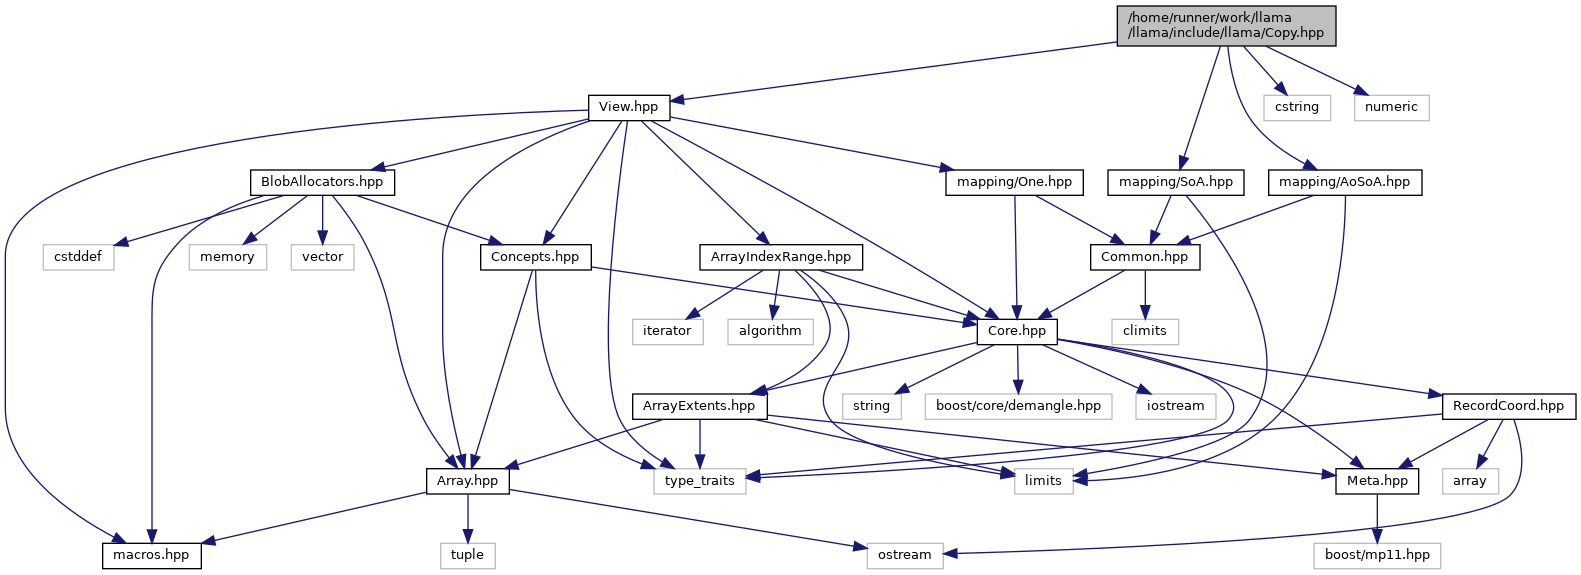 /home/runner/work/llama
/llama/include/llama/Copy.hpp
View.hpp
cstring
numeric
BlobAllocators.hpp
mapping/One.hpp
mapping/SoA.hpp
mapping/AoSoA.hpp
cstddef
memory
vector
Concepts.hpp
ArrayIndexRange.hpp
Common.hpp
iterator
algorithm
Core.hpp
climits
ArrayExtents.hpp
string
boost/core/demangle.hpp
iostream
RecordCoord.hpp
Array.hpp
type_traits
limits
Meta.hpp
array
macros.hpp
tuple
ostream
boost/mp11.hpp